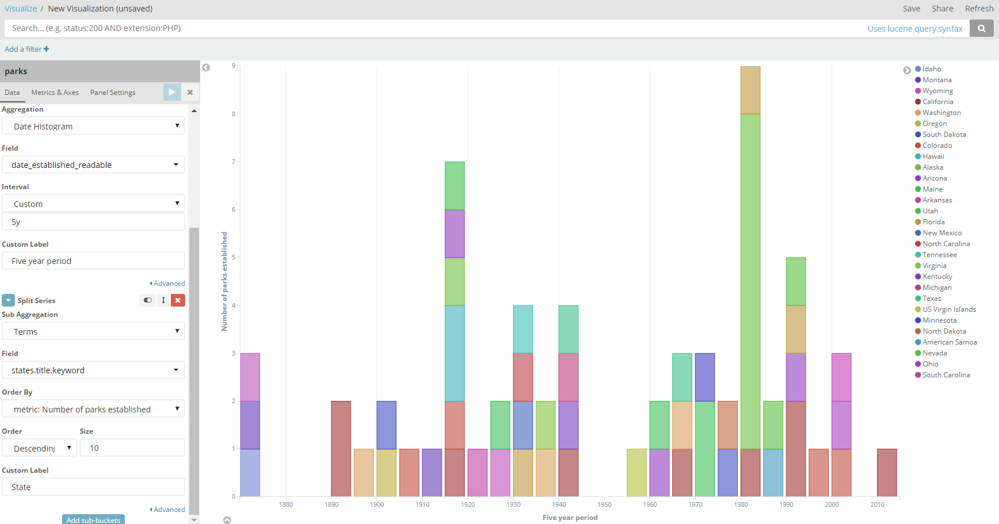 Visualize / New Visualization (unsaved)
Save Share Refresh
Search... (e.g. status:200 AND extension:PHP)
Uses lucene query syntax
Add a filter +
parks
Data Metrics & Axes Panel Settings
Aggregation
Date Histogram
Field
date_established_readable
Interval
Custom
5y
Custom Label
Five year period
Advanced
Split Series
Sub Aggregation
Terms
Field
states.title.keyword
Order By
metric: Number of parks established
Order Size
Descending 10
Custom Label
State
Advanced
Add sub-buckets
Number of parks established
9
8
7
6
5
4
3
2
1
0
1880 1890 1900 1910 1920 1930 1940 1950 1960 1970 1980 1990 2000 2010
Five year period
Idaho
Montana
Wyoming
California
Washington
Oregon
South Dakota
Colorado
Hawaii
Alaska
Arizona
Maine
Arkansas
Utah
Florida
New Mexico
North Carolina
Tennessee
Virginia
Kentucky
Michigan
Texas
US Virgin Islands
Minnesota
North Dakota
American Samoa
Nevada
Ohio
South Carolina